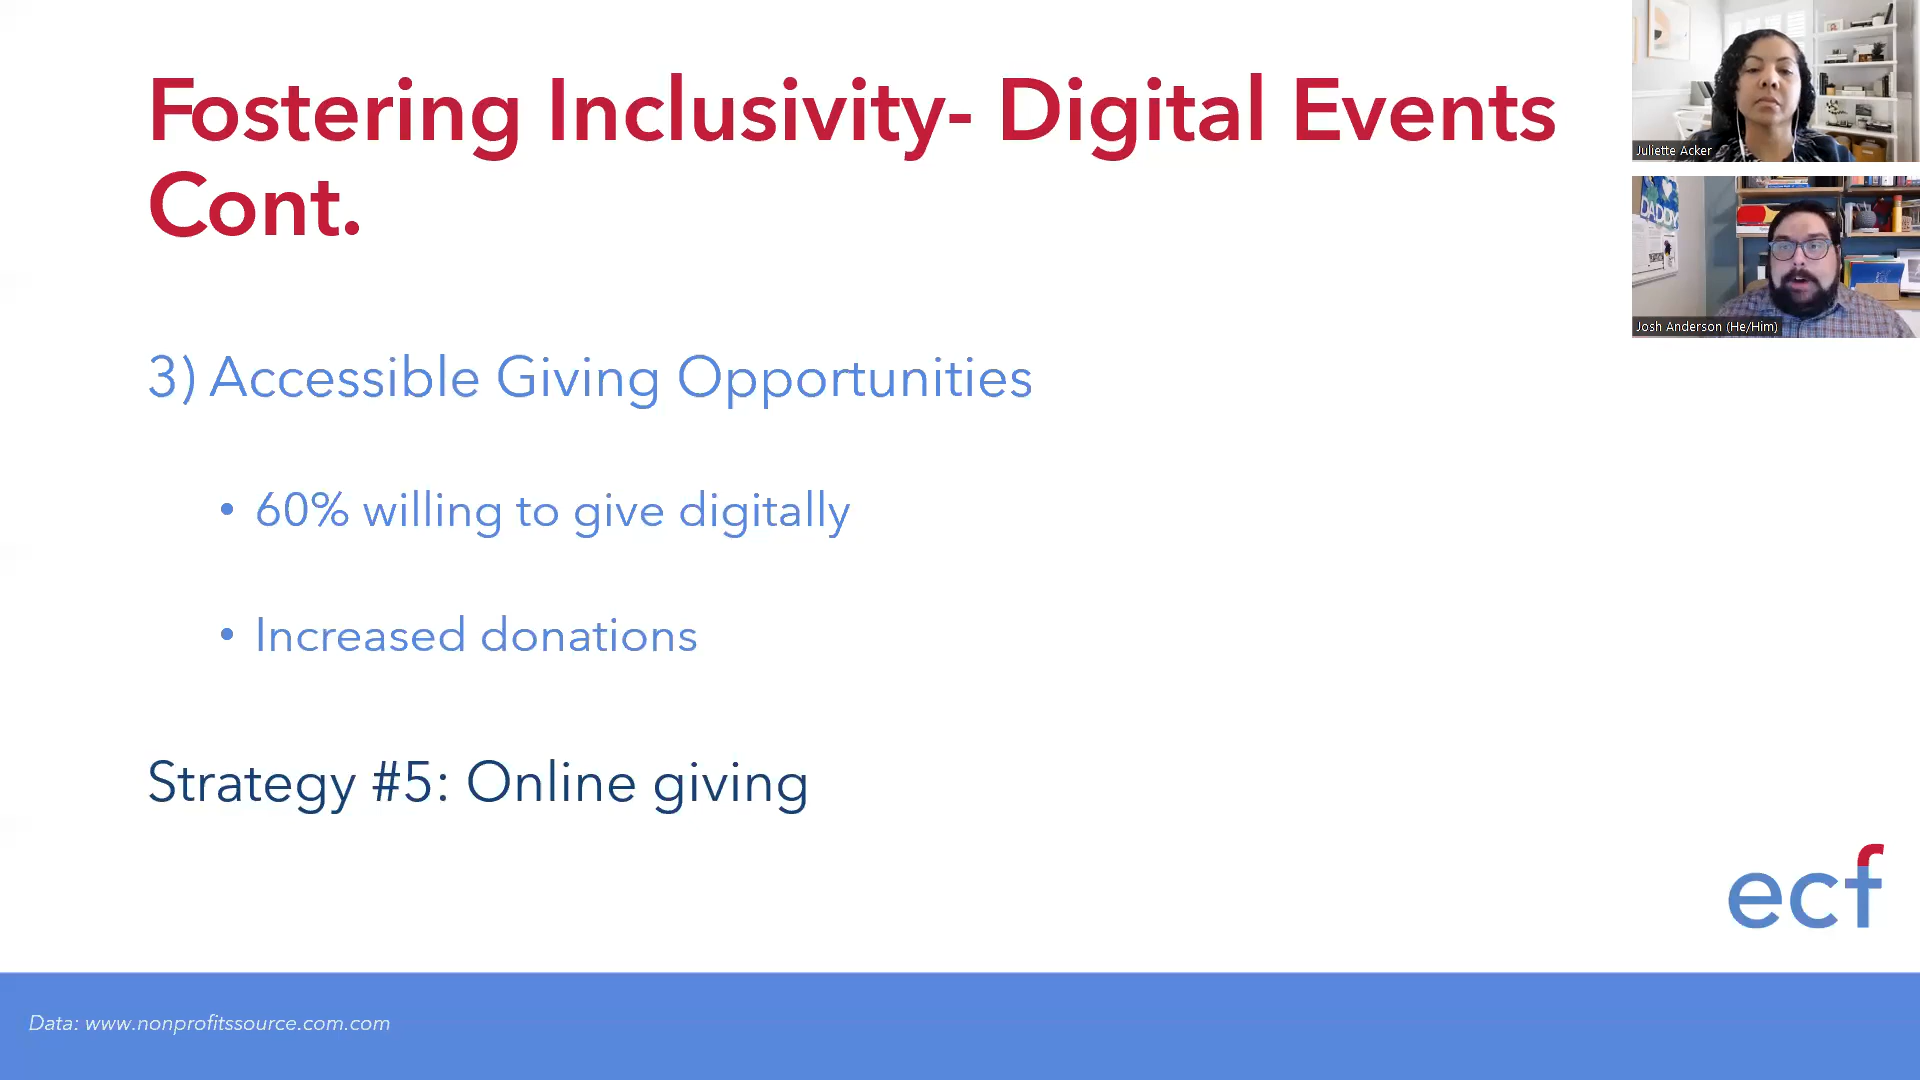 Fostering Inclusivity- Digital Events
Cont.
3) Accessible Giving Opportunities
• 60% willing to give digitally
• Increased donations
Strategy #5: Online giving
ecf
Data: www.nonprofitssource.com.com
Juliette Acker
DADDY
Josh Anderson (He/Him)